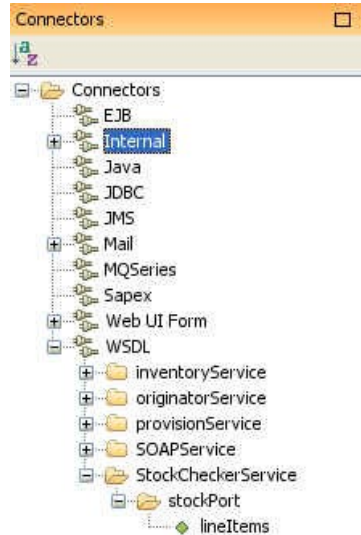 Connectors
a
z
Connectors
EJB
Internal
Java
JDBC
JMS
Mail
MQSeries
Sapex
Web UI Form
WSDL
inventoryService
originatorService
provisionService
SOAPService
StockCheckerService
stockPort
lineItems